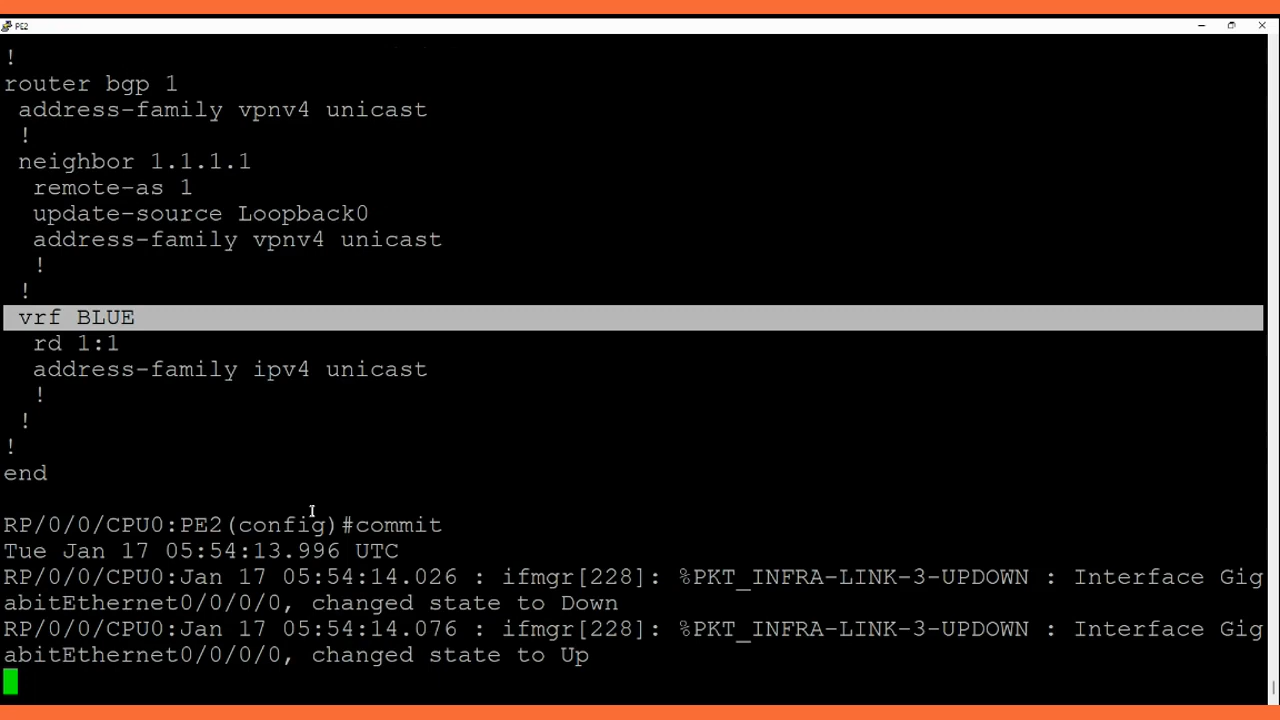 PE2
!
router bgp 1
address-family vpnv4 unicast
!
neighbor 1.1.1.1
remote-as 1
update-source Loopback0
address-family vpnv4 unicast
!
!
vrf BLUE
rd 1:1
address-family ipv4 unicast
!
!
!
end
RP/0/0/CPU0:PE2(config)#commit
Tue Jan 17 05:54:13.996 UTC
RP/0/0/CPU0:Jan 17 05:54:14.026 : ifmgr[228]: %PKT_INFRA-LINK-3-UPDOWN : Interface Gig
abitEthernet0/0/0/0, changed state to Down
RP/0/0/CPU0:Jan 17 05:54:14.076 : ifmgr[228]: %PKT_INFRA-LINK-3-UPDOWN : Interface Gig
abitEthernet0/0/0/0, changed state to Up